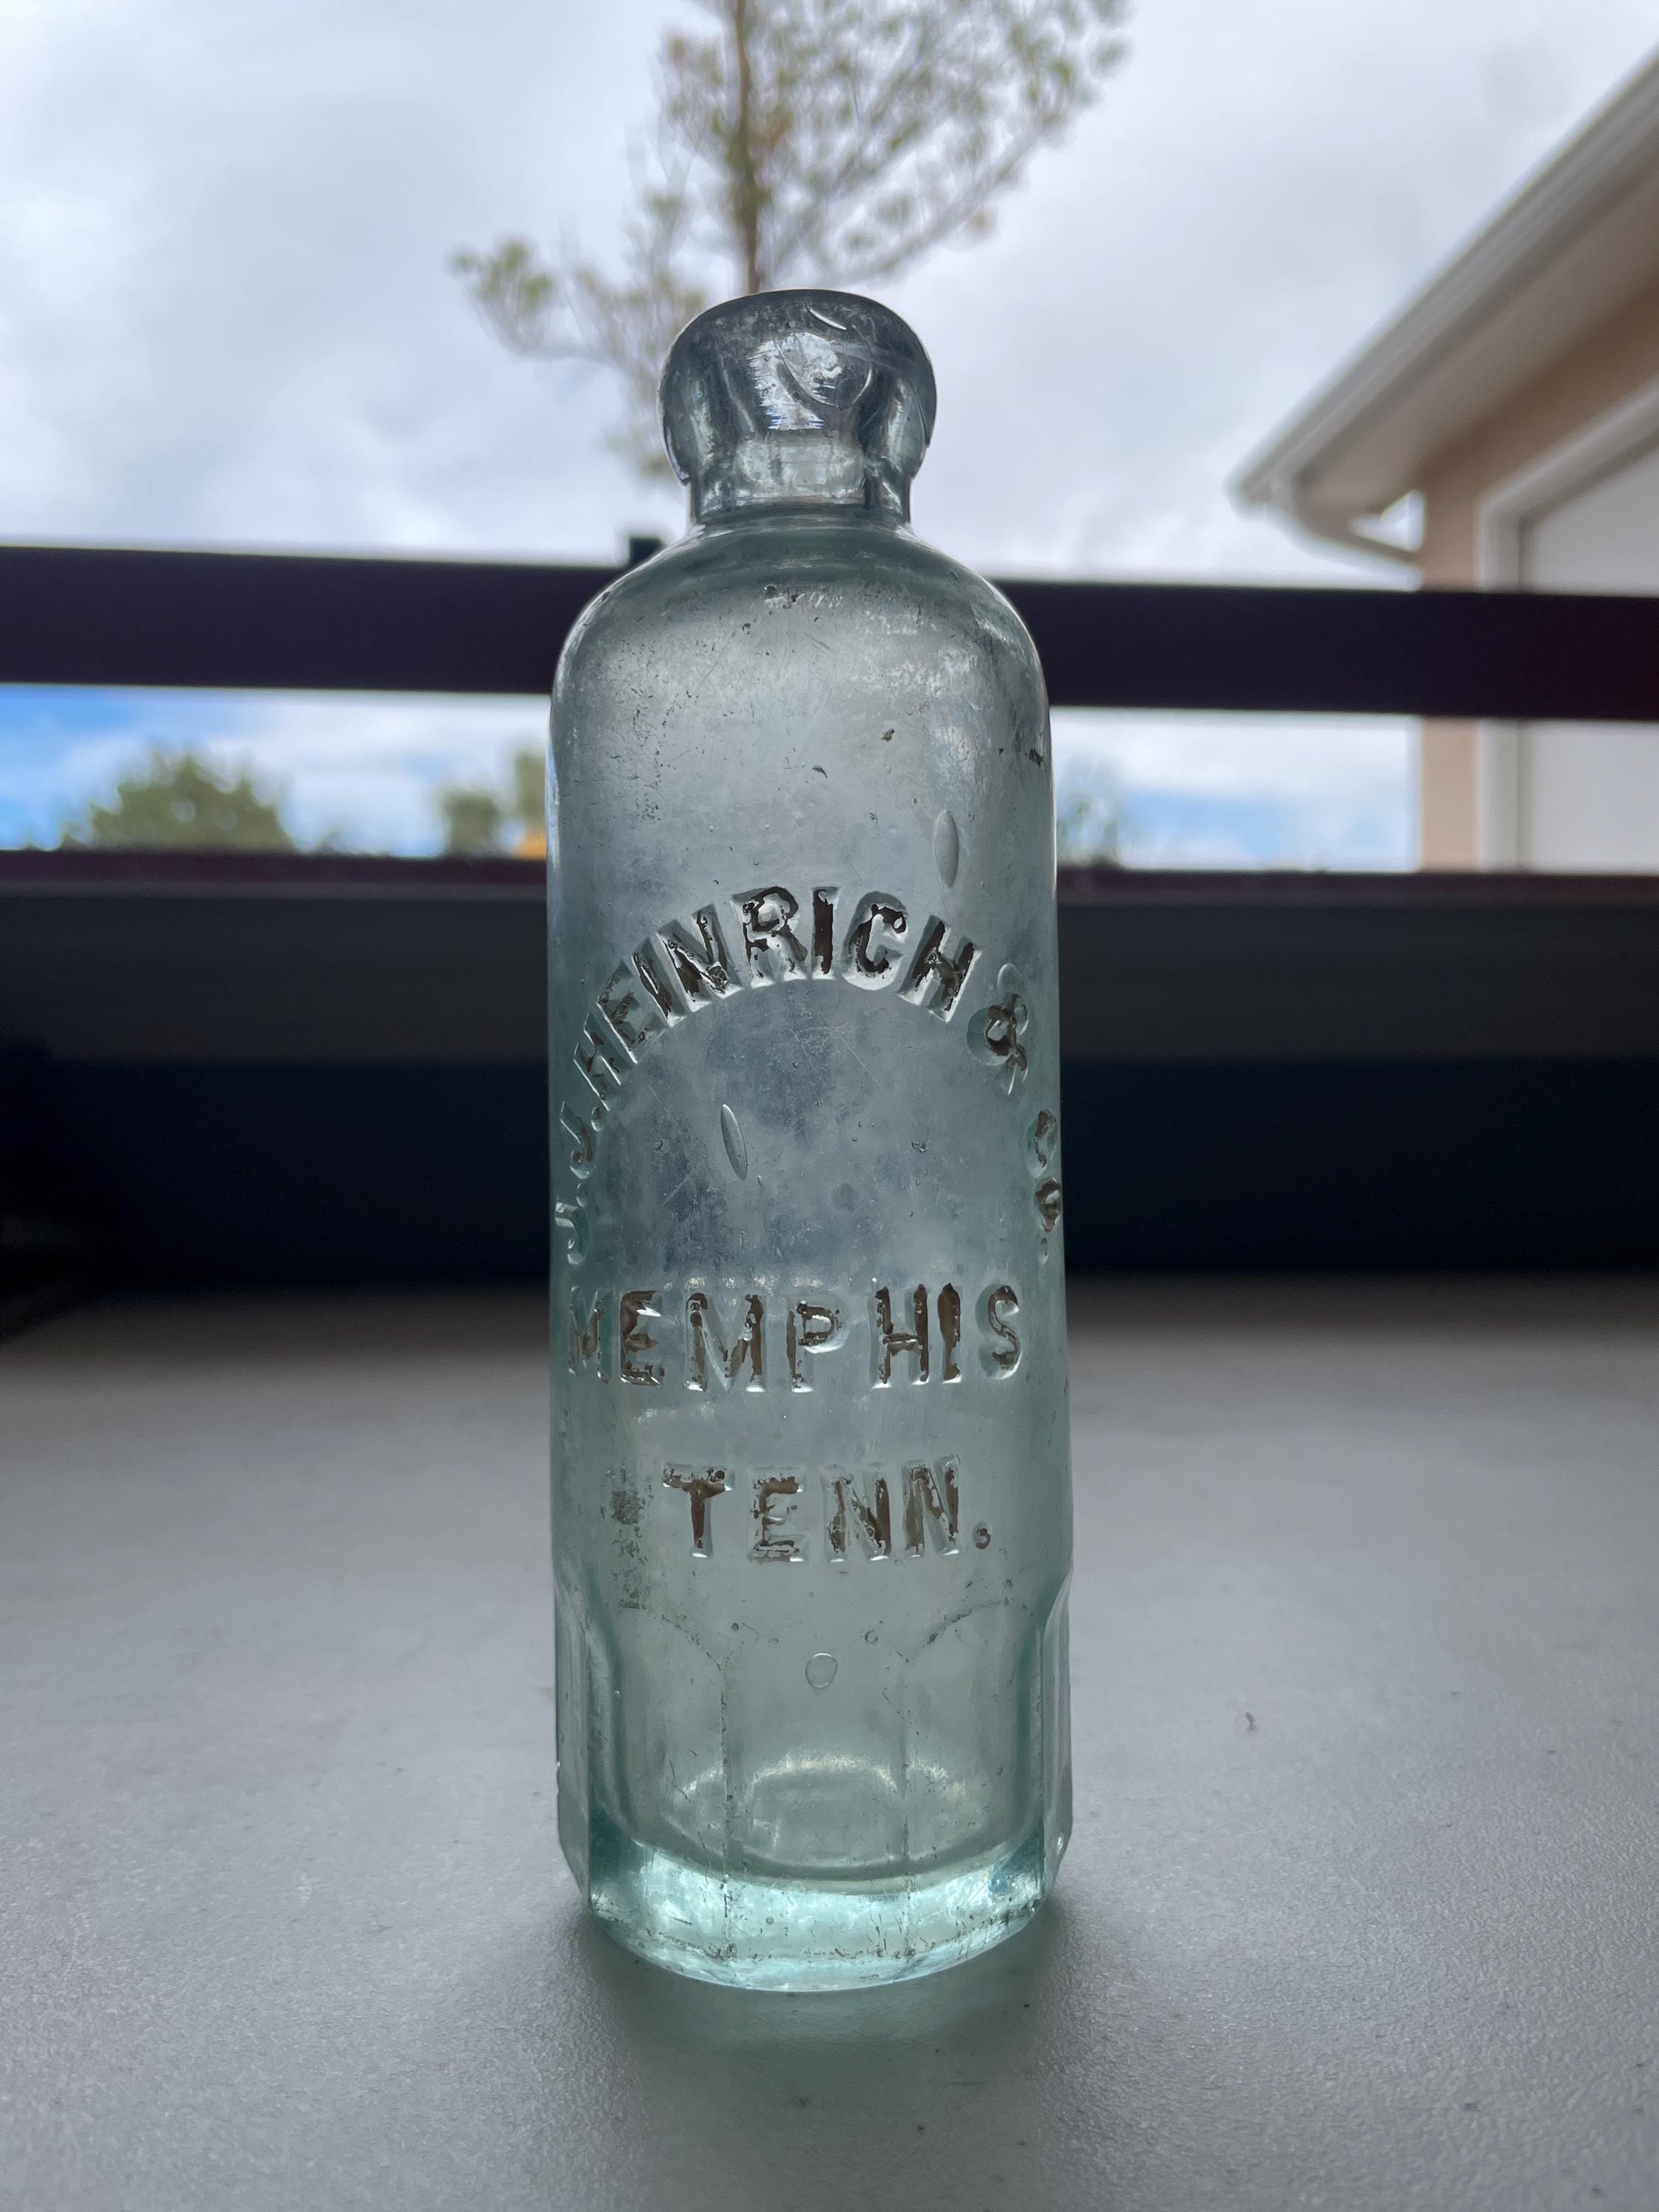 J.J.HEINRICH & CO.
MEMPHIS
TENN.